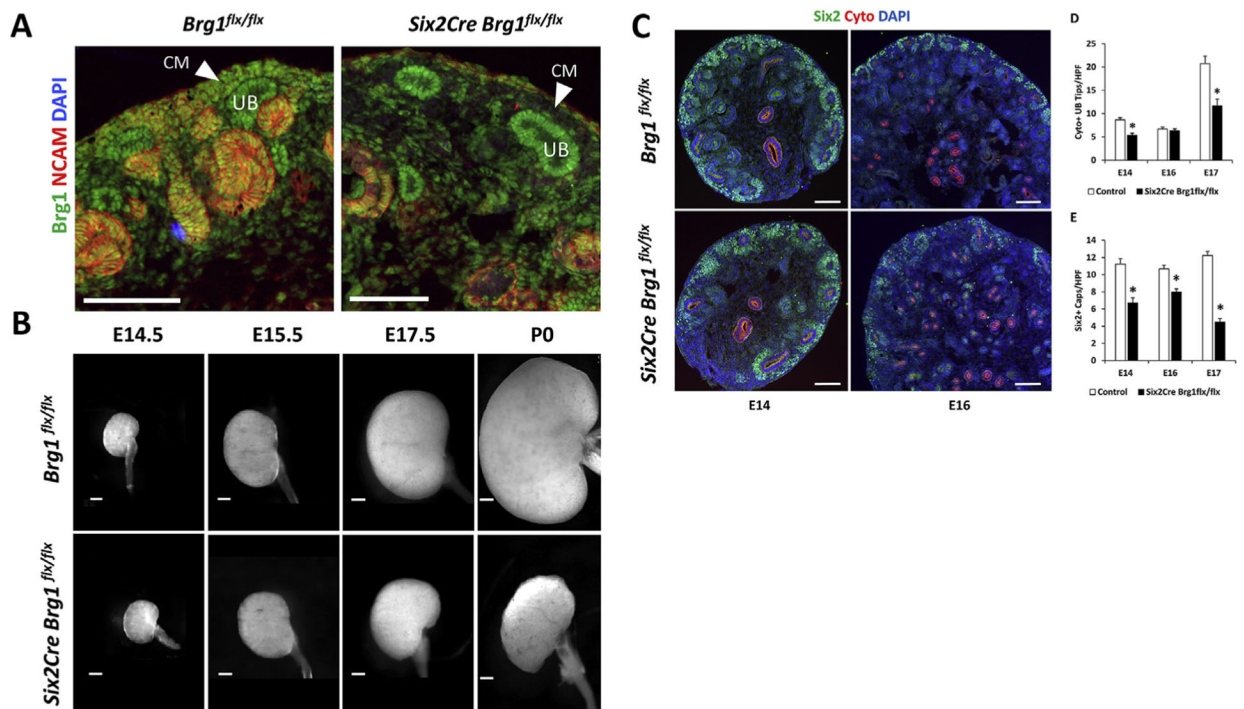 A
Brg1flx/flx
Six2Cre Brg1flx/flx
Brg1 NCAM DAPI
CM
UB
CM
UB
B
E14.5 E15.5 E17.5 P0
Brg1 flx/flx
Six2Cre Brg1 flx/flx
C
Six2 Cyto DAPI
Brg1 flx/flx
Six2Cre Brg1 flx/flx
E14 E16
D
Cyto+ UB Tips/HPF
25
20
15
10
5
0
* *
E14 E16 E17
Control Six2Cre Brg1flx/flx
E
Six2+ Caps/HPF
14
12
10
8
6
4
2
0
* * *
E14 E16 E17
Control Six2Cre Brg1flx/flx